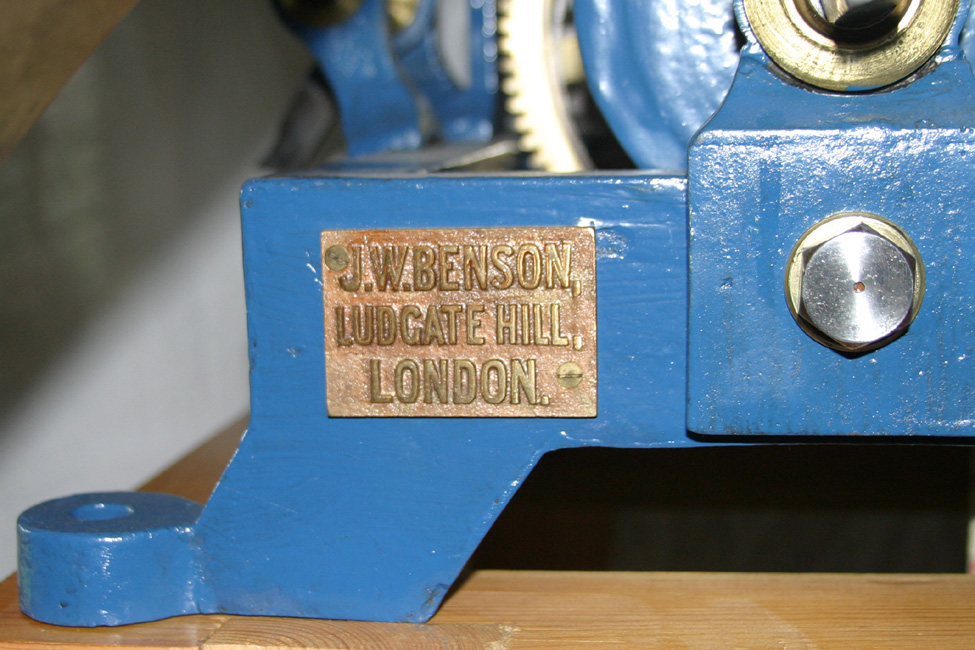 J.W.BENSON,
LUDGATE HILL,
LONDON.